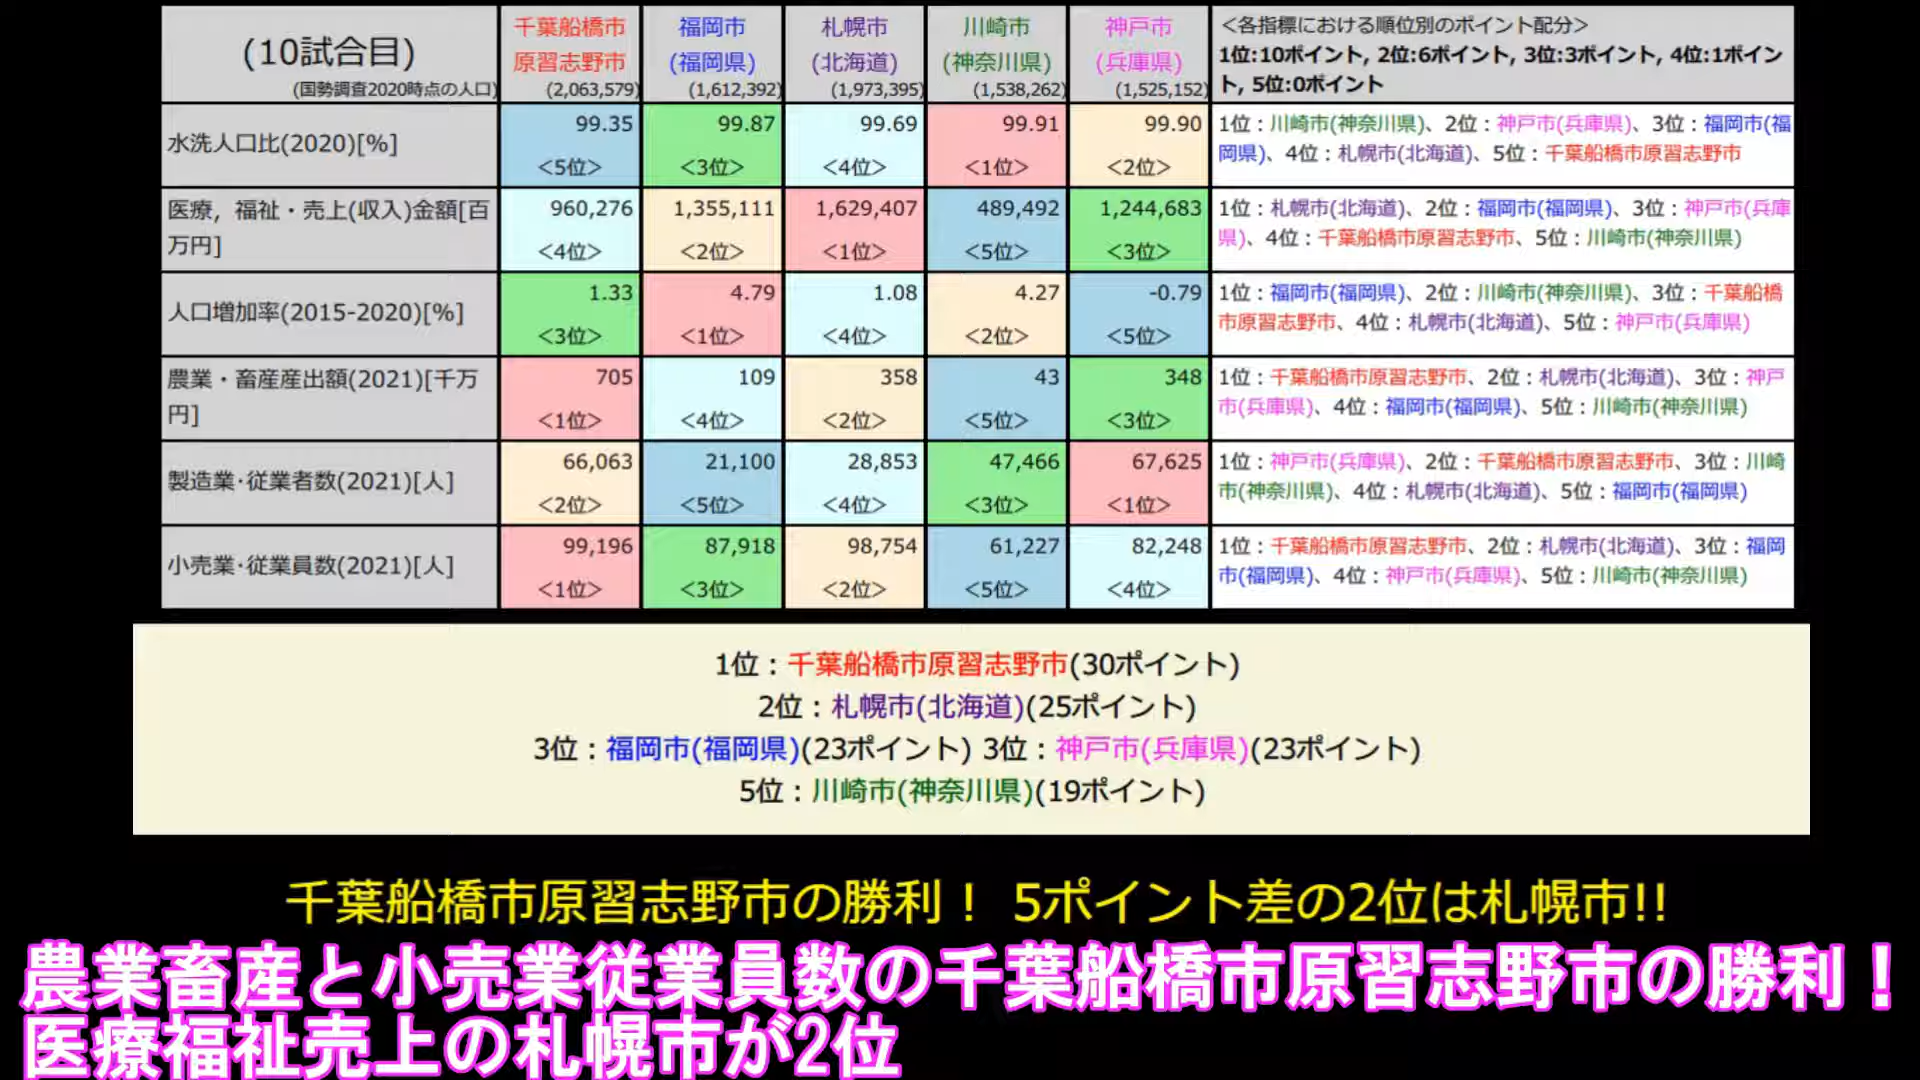 (10試合目)
(国勢調査2020時点の人口)
千葉船橋市
原習志野市
(2,063,579)
福岡市
(福岡県)
(1,612,392)
札幌市
(北海道)
(1,973,395)
川崎市
(神奈川県)
(1,538,262)
神戸市
(兵庫県)
(1,525,152)
＜各指標における順位別のポイント配分＞
1位:10ポイント, 2位:6ポイント, 3位:3ポイント, 4位:1ポイン
ト, 5位:0ポイント
水洗人口比(2020)[%]
99.35 99.87 99.69 99.91 99.90
<5位> <3位> <4位> <1位> <2位>
1位：川崎市(神奈川県)、2位：神戸市(兵庫県)、3位：福岡市(福
岡県)、4位：札幌市(北海道)、5位：千葉船橋市原習志野市
医療，福祉・売上(収入)金額[百
万円]
960,276 1,355,111 1,629,407 489,492 1,244,683
<4位> <2位> <1位> <5位> <3位>
1位：札幌市(北海道)、2位：福岡市(福岡県)、3位：神戸市(兵庫
県)、4位：千葉船橋市原習志野市、5位：川崎市(神奈川県)
人口増加率(2015-2020)[%]
1.33 4.79 1.08 4.27 -0.79
<3位> <1位> <4位> <2位> <5位>
1位：福岡市(福岡県)、2位：川崎市(神奈川県)、3位：千葉船橋
市原習志野市、4位：札幌市(北海道)、5位：神戸市(兵庫県)
農業・畜産産出額(2021)[千万
円]
705 109 358 43 348
<1位> <4位> <2位> <5位> <3位>
1位：千葉船橋市原習志野市、2位：札幌市(北海道)、3位：神戸
市(兵庫県)、4位：福岡市(福岡県)、5位：川崎市(神奈川県)
製造業･従業者数(2021)[人]
66,063 21,100 28,853 47,466 67,625
<2位> <5位> <4位> <3位> <1位>
1位：神戸市(兵庫県)、2位：千葉船橋市原習志野市、3位：川崎
市(神奈川県)、4位：札幌市(北海道)、5位：福岡市(福岡県)
小売業･従業員数(2021)[人]
99,196 87,918 98,754 61,227 82,248
<1位> <3位> <2位> <5位> <4位>
1位：千葉船橋市原習志野市、2位：札幌市(北海道)、3位：福岡
市(福岡県)、4位：神戸市(兵庫県)、5位：川崎市(神奈川県)
1位：千葉船橋市原習志野市(30ポイント)
2位：札幌市(北海道)(25ポイント)
3位：福岡市(福岡県)(23ポイント) 3位：神戸市(兵庫県)(23ポイント)
5位：川崎市(神奈川県)(19ポイント)
千葉船橋市原習志野市の勝利！ 5ポイント差の2位は札幌市!!
農業畜産と小売業従業員数の千葉船橋市原習志野市の勝利！
医療福祉売上の札幌市が2位